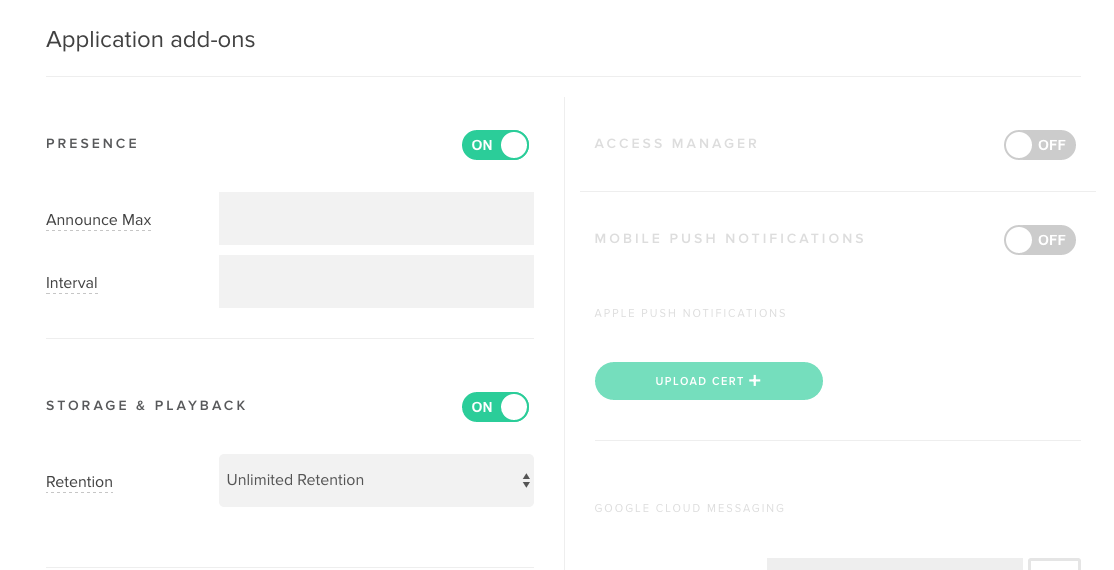 Application add-ons
PRESENCE
ON
Announce Max
Interval
STORAGE & PLAYBACK
ON
Retention
Unlimited Retention
ACCESS MANAGER
OFF
MOBILE PUSH NOTIFICATIONS
OFF
APPLE PUSH NOTIFICATIONS
UPLOAD CERT +
GOOGLE CLOUD MESSAGING